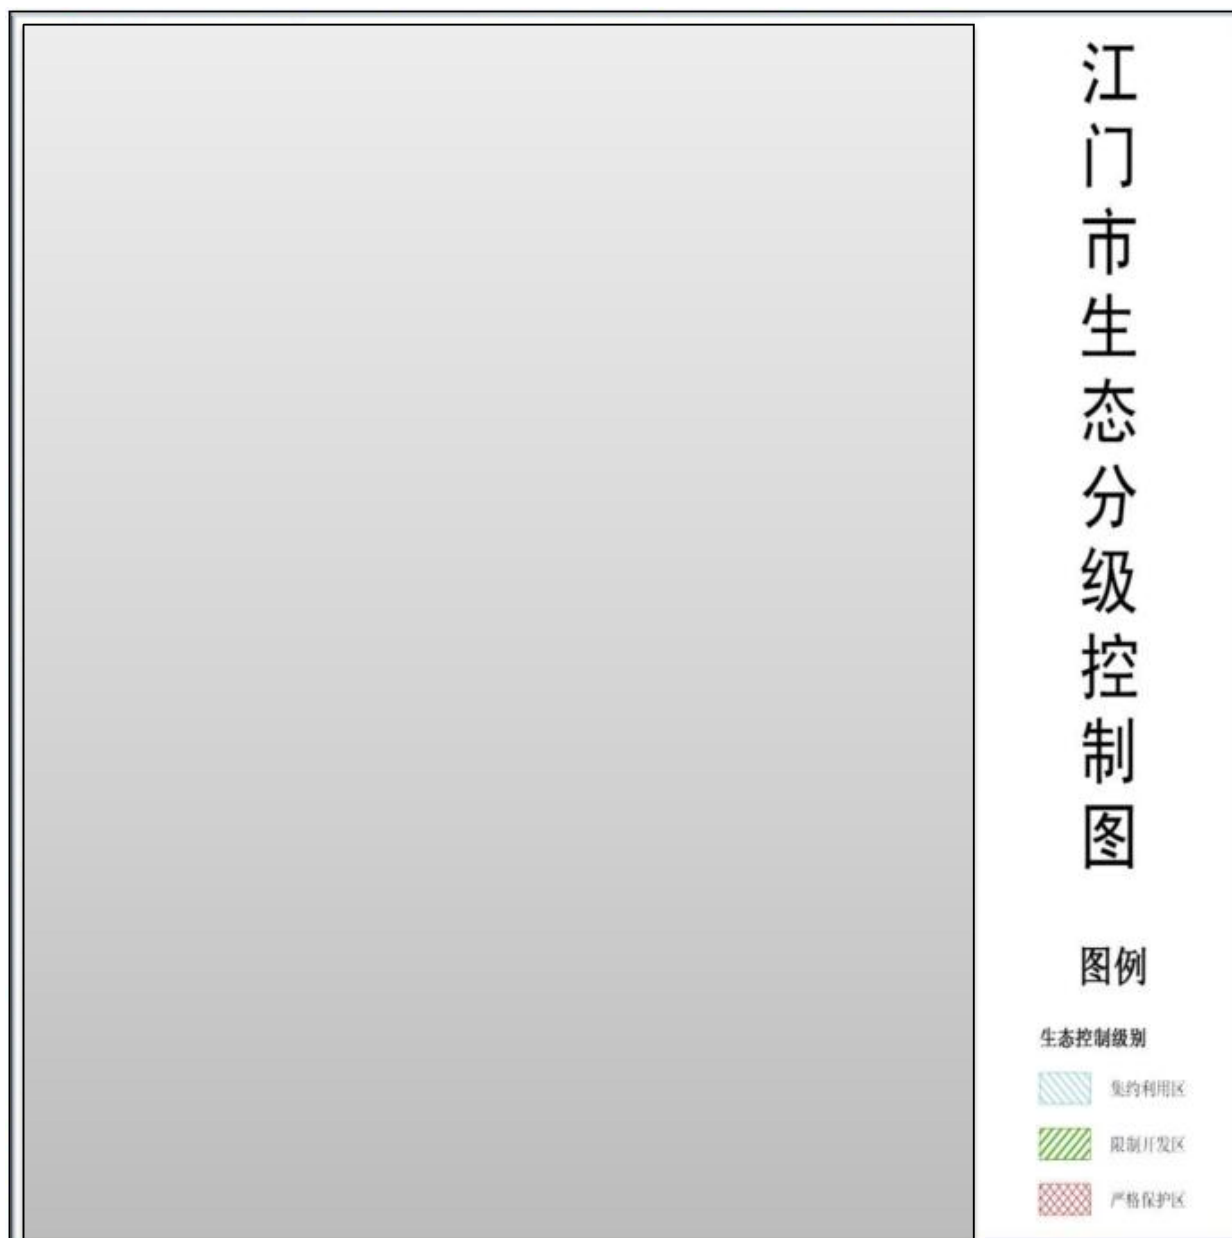 江门市生态分级控制图
图例
生态控制级别
集约利用区
限制开发区
严格保护区